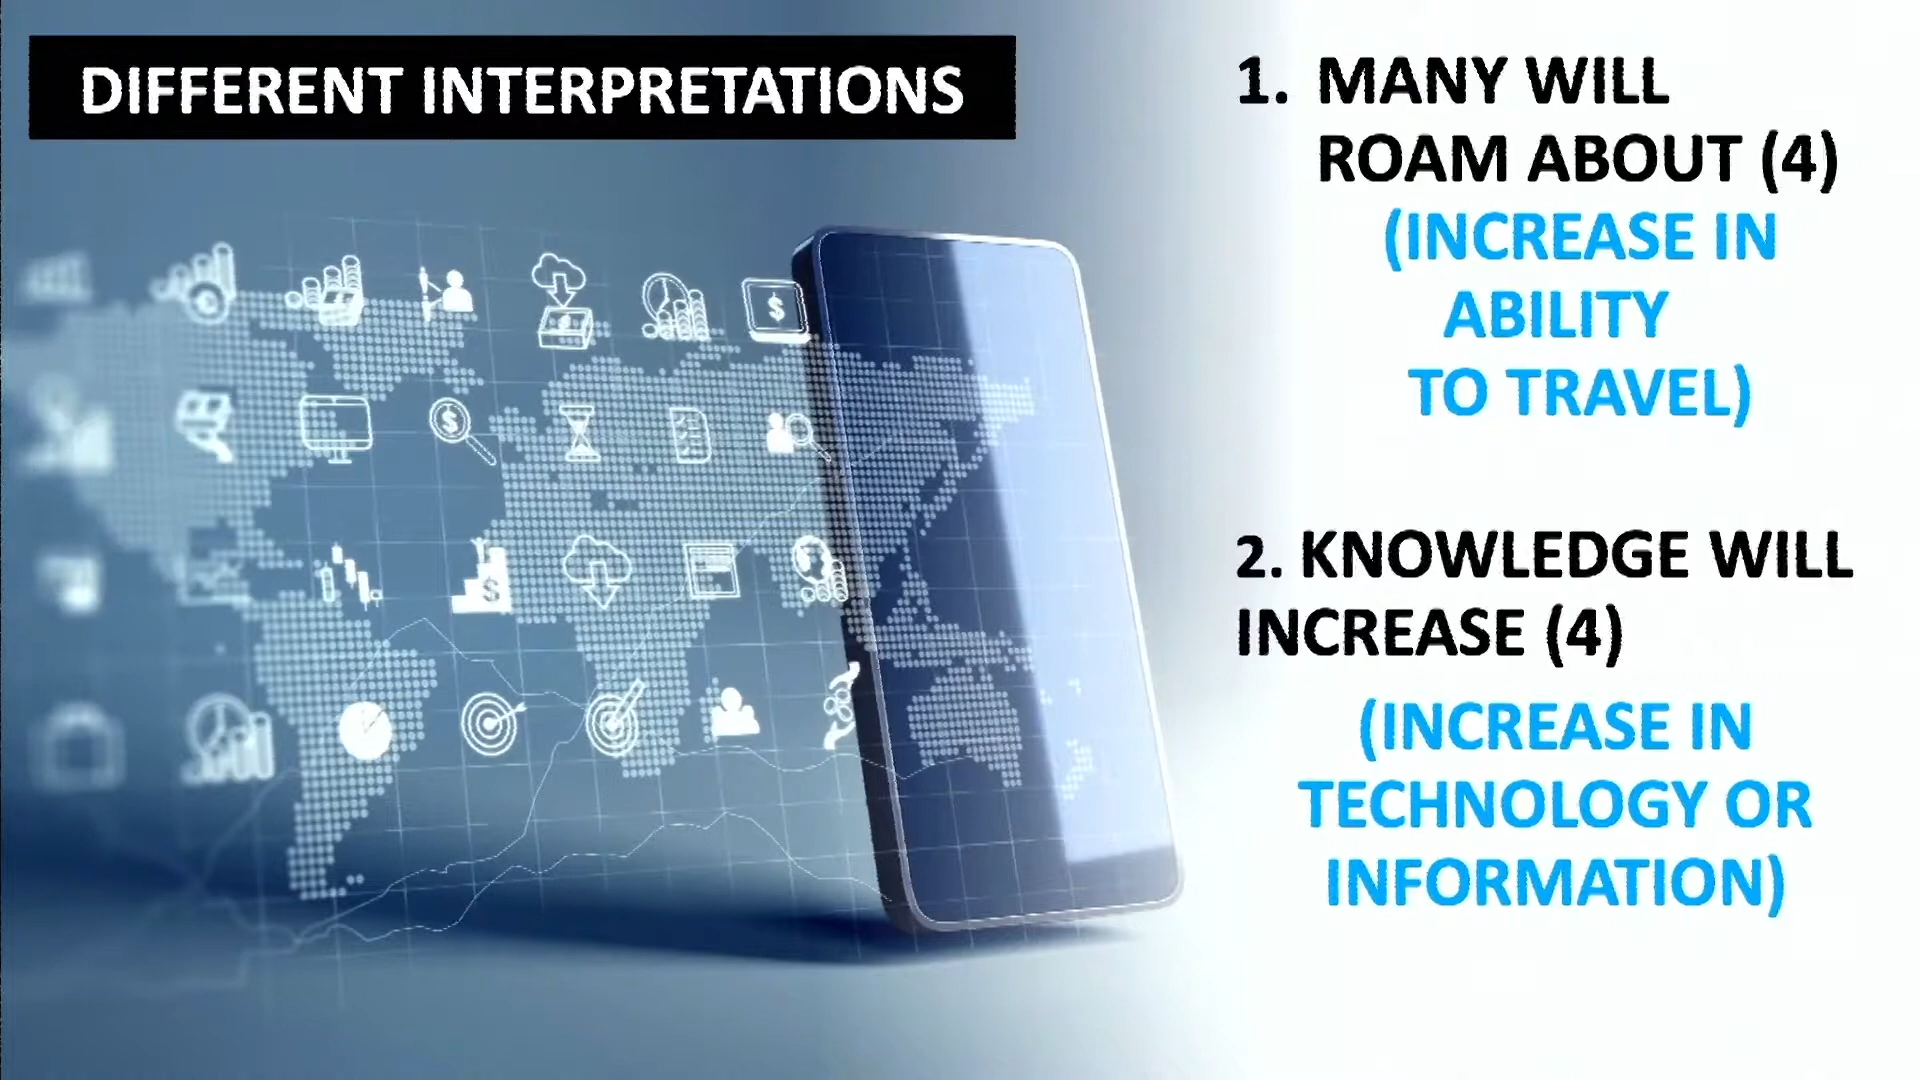 DIFFERENT INTERPRETATIONS
1. MANY WILL
ROAM ABOUT (4)
(INCREASE IN
ABILITY
TO TRAVEL)
2. KNOWLEDGE WILL
INCREASE (4)
(INCREASE IN
TECHNOLOGY OR
INFORMATION)